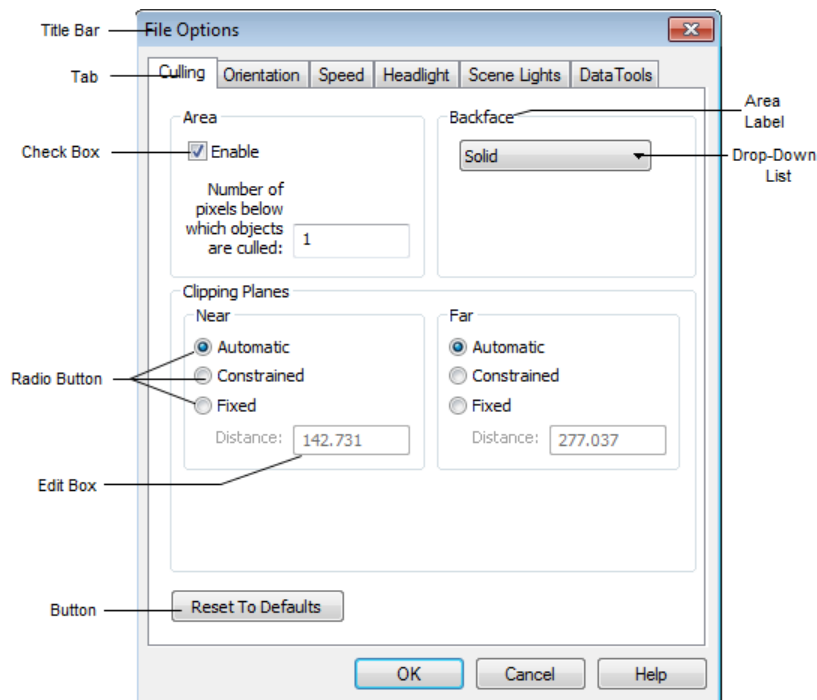 Title Bar
File Options
Tab
Culling
Orientation
Speed
Headlight
Scene Lights
DataTools
Area
Backface
Area
Label
Check Box
Enable
Solid
Drop-Down
List
Number of
pixels below
which objects
are culled:
1
Clipping Planes
Near
Far
Radio Button
Automatic
Constrained
Fixed
Distance:
142.731
Automatic
Constrained
Fixed
Distance:
277.037
Edit Box
Button
Reset To Defaults
OK
Cancel
Help